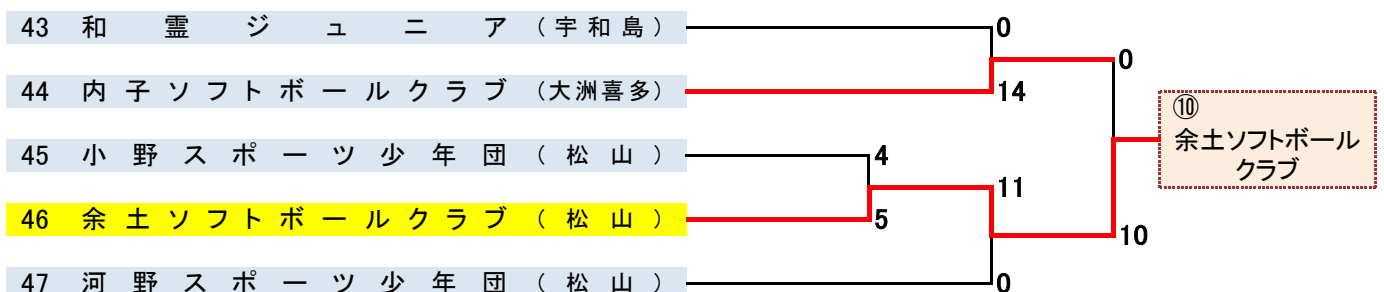 43 和霊ジュニア（宇和島） 0
0
44 内子ソフトボールクラブ（大洲喜多） 14
⑩
余土ソフトボール
クラブ
45 小野スポーツ少年団（松山） 4
11
46 余土ソフトボールクラブ（松山） 5
10
47 河野スポーツ少年団（松山） 0